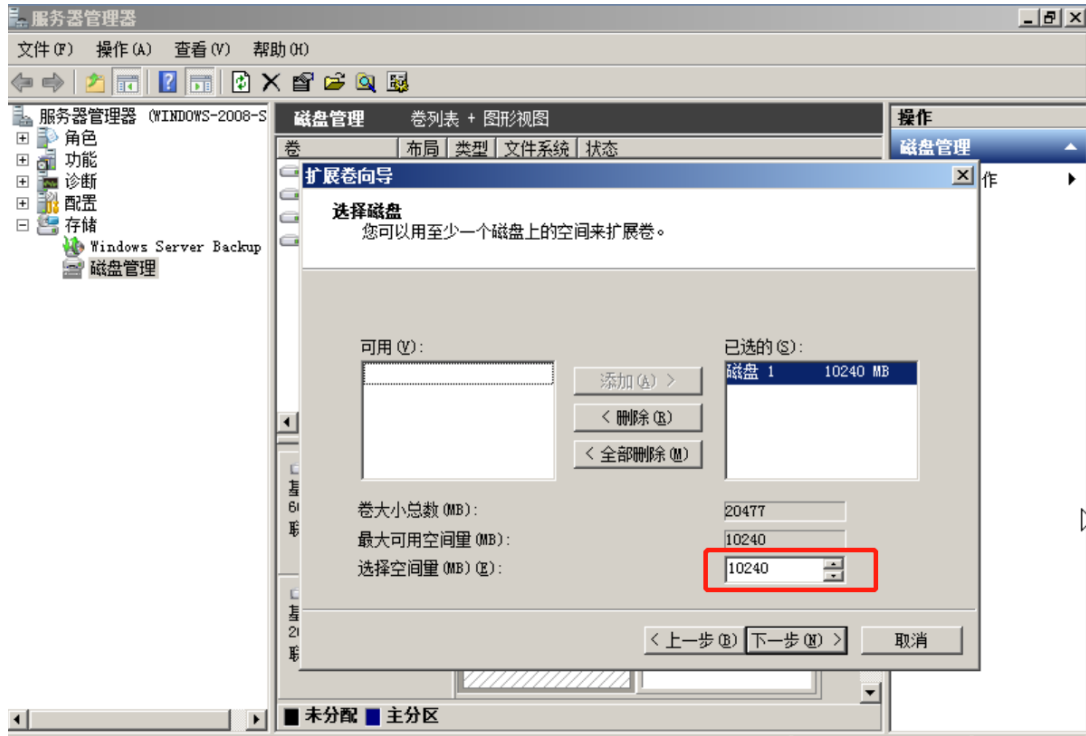 服务器管理器
文件(F) 操作(A) 查看(V) 帮助(H)
服务器管理器 (WINDOWS-2008-S
角色
功能
诊断
配置
存储
Windows Server Backup
磁盘管理
磁盘管理 卷列表 + 图形视图
卷 布局 类型 文件系统 状态
操作
磁盘管理
作
扩展卷向导
选择磁盘
您可以用至少一个磁盘上的空间来扩展卷。
可用(V):
已选的(S):
添加(A) >
< 删除(R)
< 全部删除(M)
磁盘 1 10240 MB
卷大小总数(MB): 20477
最大可用空间量(MB): 10240
选择空间量(MB)(E): 10240
< 上一步(B) 下一步(N) > 取消
未分配 主分区